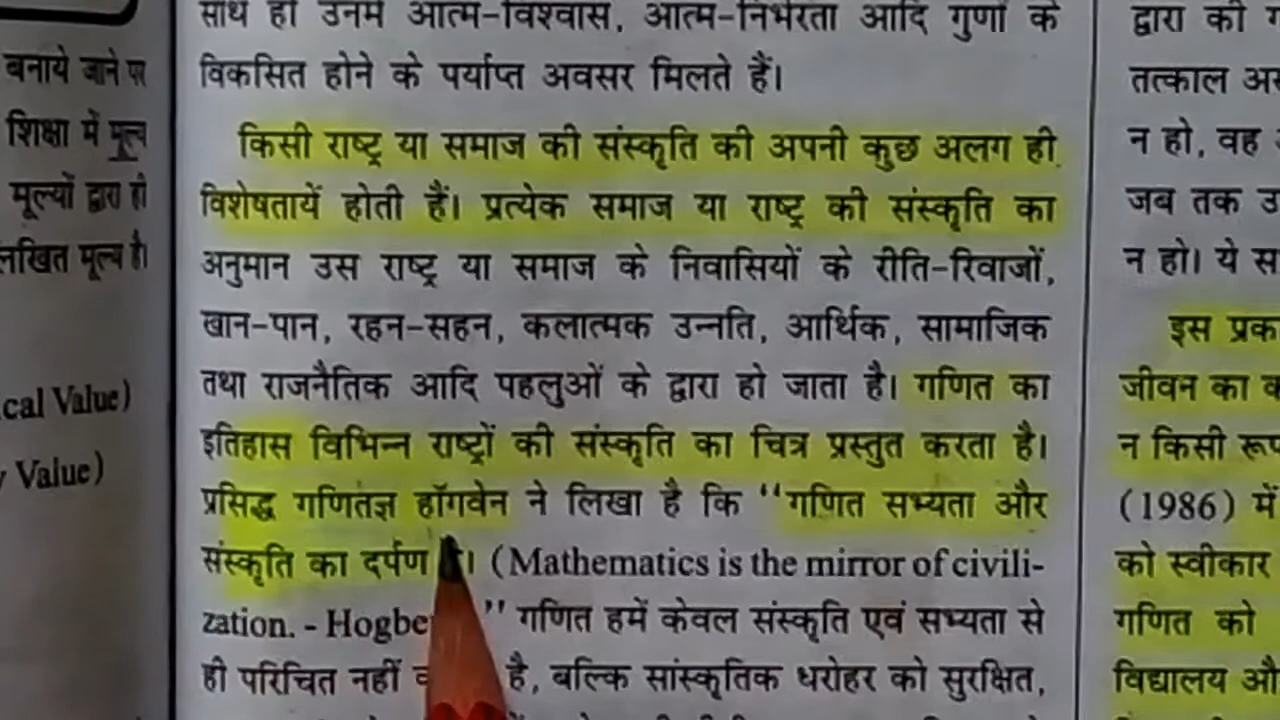 बनाये जाने पर
शिक्षा में मूल्य
मूल्यों द्वारा ही
लखित मूल्य है।
cal Value)
Value)
साथ ही उनमें आत्म-विश्वास, आत्म-निर्भरता आदि गुणों के
विकसित होने के पर्याप्त अवसर मिलते हैं।
किसी राष्ट्र या समाज की संस्कृति की अपनी कुछ अलग ही
विशेषतायें होती हैं। प्रत्येक समाज या राष्ट्र की संस्कृति का
अनुमान उस राष्ट्र या समाज के निवासियों के रीति-रिवाजों,
खान-पान, रहन-सहन, कलात्मक उन्नति, आर्थिक, सामाजिक
तथा राजनैतिक आदि पहलुओं के द्वारा हो जाता है। गणित का
इतिहास विभिन्न राष्ट्रों की संस्कृति का चित्र प्रस्तुत करता है।
प्रसिद्ध गणितज्ञ हॉगवेन ने लिखा है कि "गणित सभ्यता और
संस्कृति का दर्पण है। (Mathematics is the mirror of civili-
zation. - Hogbe " गणित हमें केवल संस्कृति एवं सभ्यता से
ही परिचित नहीं है, बल्कि सांस्कृतिक धरोहर को सुरक्षित,
द्वारा की
तत्काल
न हो, वह
जब तक
न हो। ये
इस
जीवन का
न किसी रूप
(1986) में
को स्वीकार
गणित को
विद्यालय